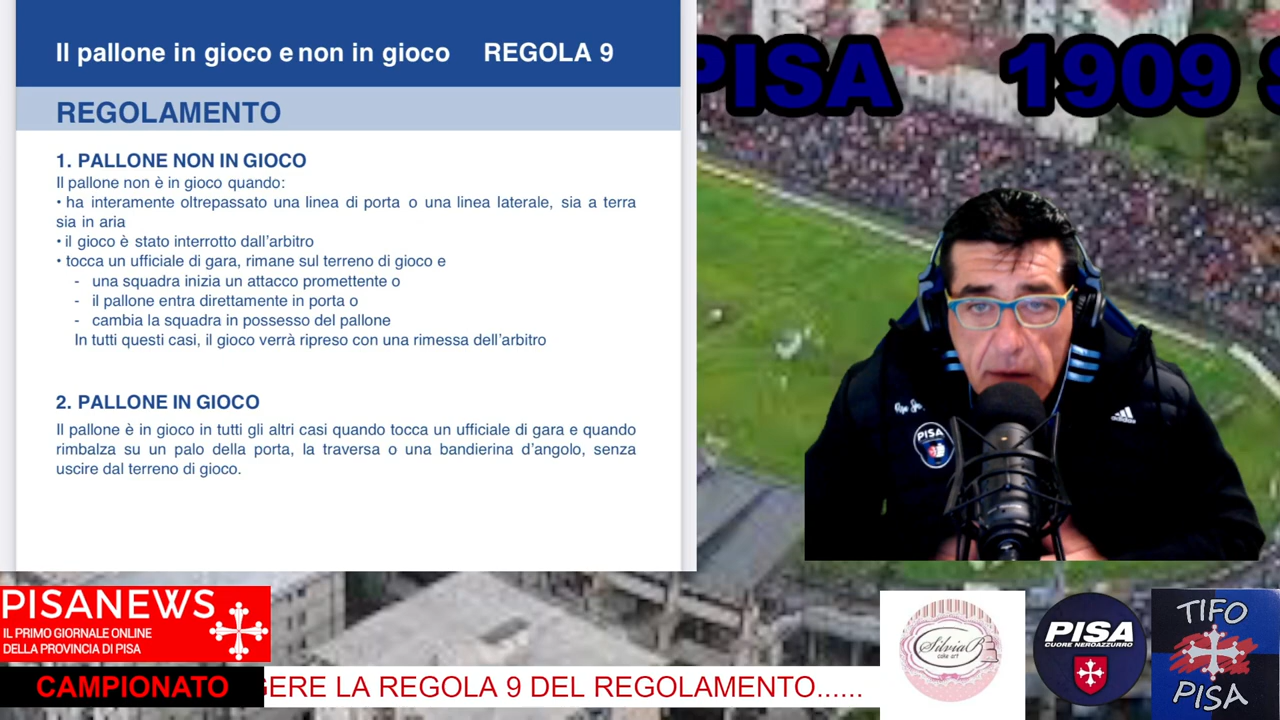 Il pallone in gioco e non in gioco REGOLA 9
REGOLAMENTO
1. PALLONE NON IN GIOCO
Il pallone non è in gioco quando:
• ha interamente oltrepassato una linea di porta o una linea laterale, sia a terra
sia in aria
• il gioco è stato interrotto dall'arbitro
• tocca un ufficiale di gara, rimane sul terreno di gioco e
- una squadra inizia un attacco promettente o
- il pallone entra direttamente in porta o
- cambia la squadra in possesso del pallone
In tutti questi casi, il gioco verrà ripreso con una rimessa dell'arbitro
2. PALLONE IN GIOCO
Il pallone è in gioco in tutti gli altri casi quando tocca un ufficiale di gara e quando
rimbalza su un palo della porta, la traversa o una bandierina d'angolo, senza
uscire dal terreno di gioco.
PISA 1909 S
PISA
adidas
PISANEWS
IL PRIMO GIORNALE ONLINE
DELLA PROVINCIA DI PISA
CAMPIONATO
GERE LA REGOLA 9 DEL REGOLAMENTO......
Silvia
cake art
PISA
CUORE NEROAZZURRO
TIFO
PISA